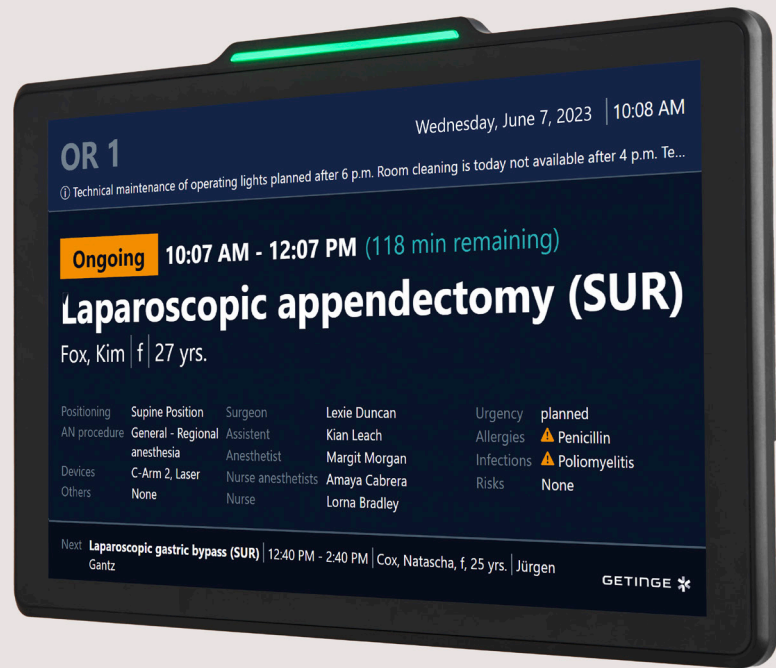 OR 1
Wednesday, June 7, 2023 | 10:08 AM
ⓘ Technical maintenance of operating lights planned after 6 p.m. Room cleaning is today not available after 4 p.m. Te...
Ongoing 10:07 AM - 12:07 PM (118 min remaining)
Laparoscopic appendectomy (SUR)
Fox, Kim | f | 27 yrs.
Positioning Supine Position
AN procedure General - Regional
anesthesia
Devices C-Arm 2, Laser
Others None
Surgeon Lexie Duncan
Assistent Kian Leach
Anesthetist Margit Morgan
Nurse anesthetists Amaya Cabrera
Nurse Lorna Bradley
Urgency planned
Allergies Penicillin
Infections Poliomyelitis
Risks None
Next Laparoscopic gastric bypass (SUR) | 12:40 PM - 2:40 PM | Cox, Natascha, f, 25 yrs. | Jürgen
Gantz
GETINGE